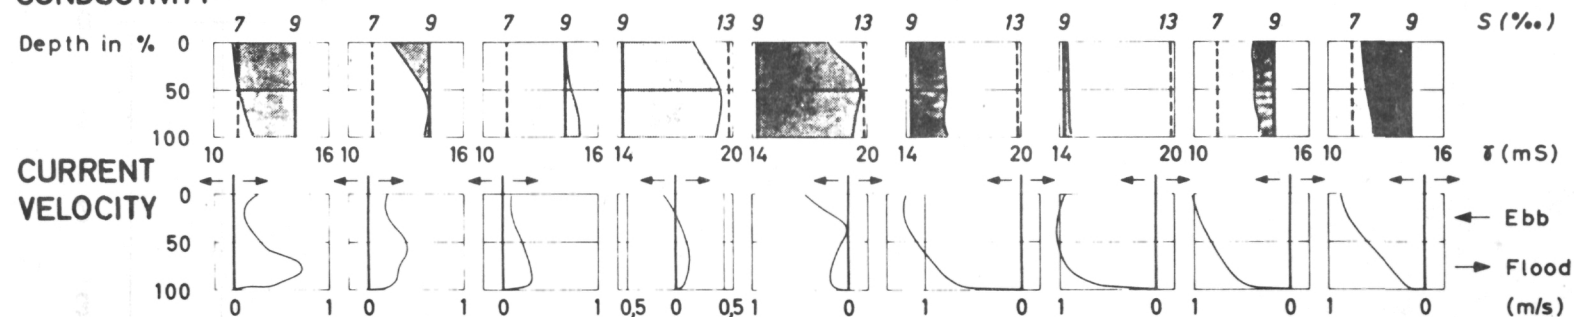 CONDUCTIVITY
7 9 7 9 7 9 9 13 9 13 9 13 9 13 7 9 7 9 S (‰)
Depth in % 0
50
100
10 16 10 16 10 16 14 20 14 20 14 20 14 20 10 16 10 16 ɤ (mS)
CURRENT
VELOCITY
0
50
100
← Ebb
→ Flood
0 1 0 1 0 1 0,5 0 0,5 1 0 1 0 1 0 1 0 1 0 (m/s)